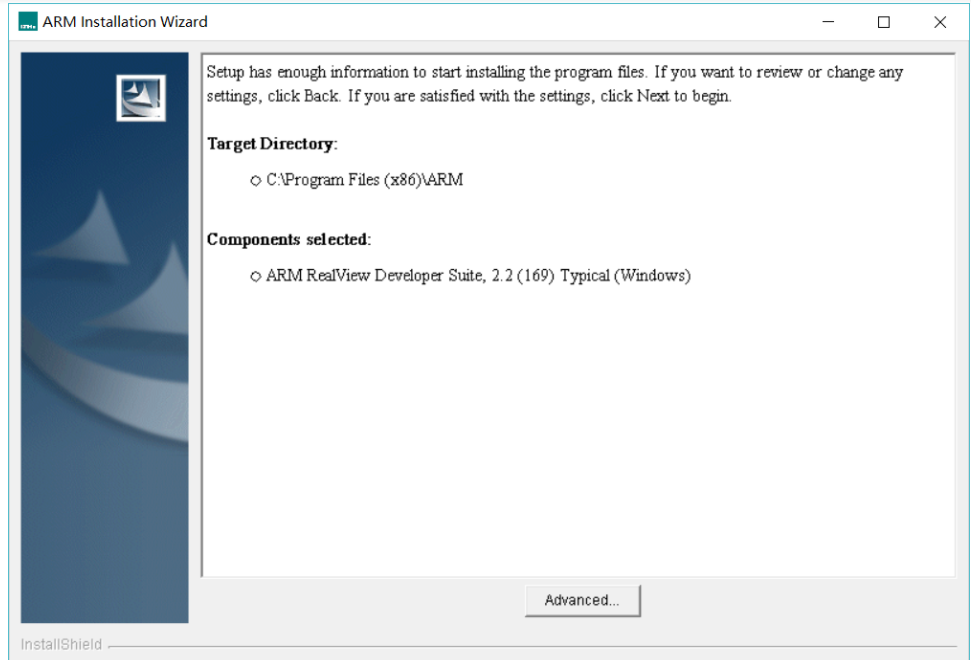 ARM Installation Wizard
Setup has enough information to start installing the program files. If you want to review or change any
settings, click Back. If you are satisfied with the settings, click Next to begin.
Target Directory:
C:\Program Files (x86)\ARM
Components selected:
ARM RealView Developer Suite, 2.2 (169) Typical (Windows)
Advanced...
InstallShield